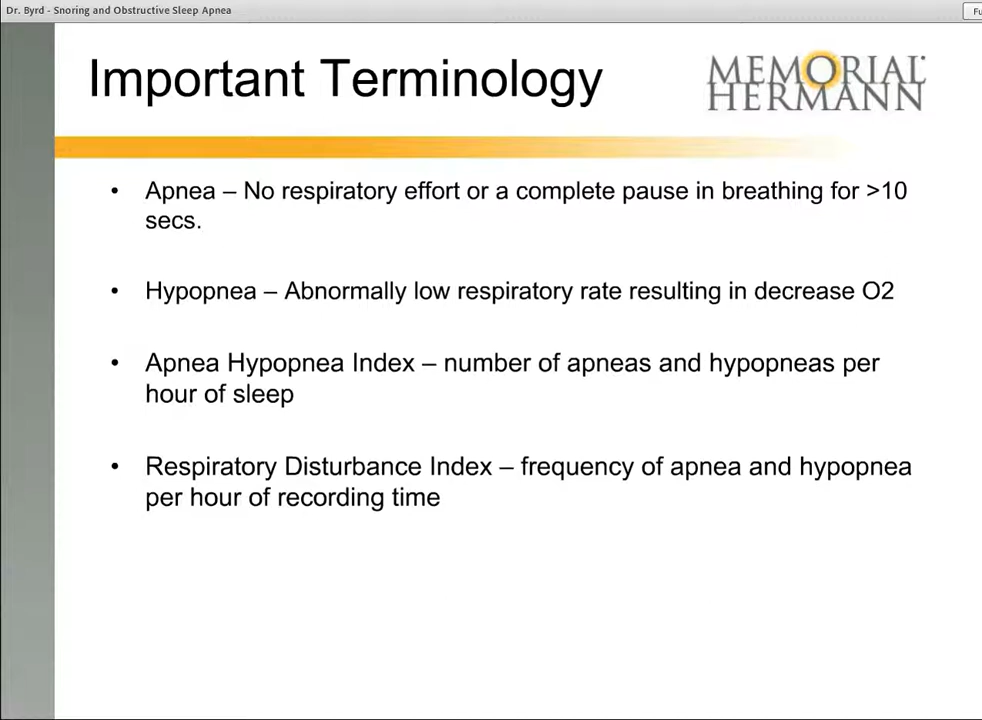 Dr. Byrd - Snoring and Obstructive Sleep Apnea
Fu
Important Terminology
MEMORIAL
HERMANN
• Apnea – No respiratory effort or a complete pause in breathing for >10
secs.
• Hypopnea – Abnormally low respiratory rate resulting in decrease O2
• Apnea Hypopnea Index – number of apneas and hypopneas per
hour of sleep
• Respiratory Disturbance Index – frequency of apnea and hypopnea
per hour of recording time